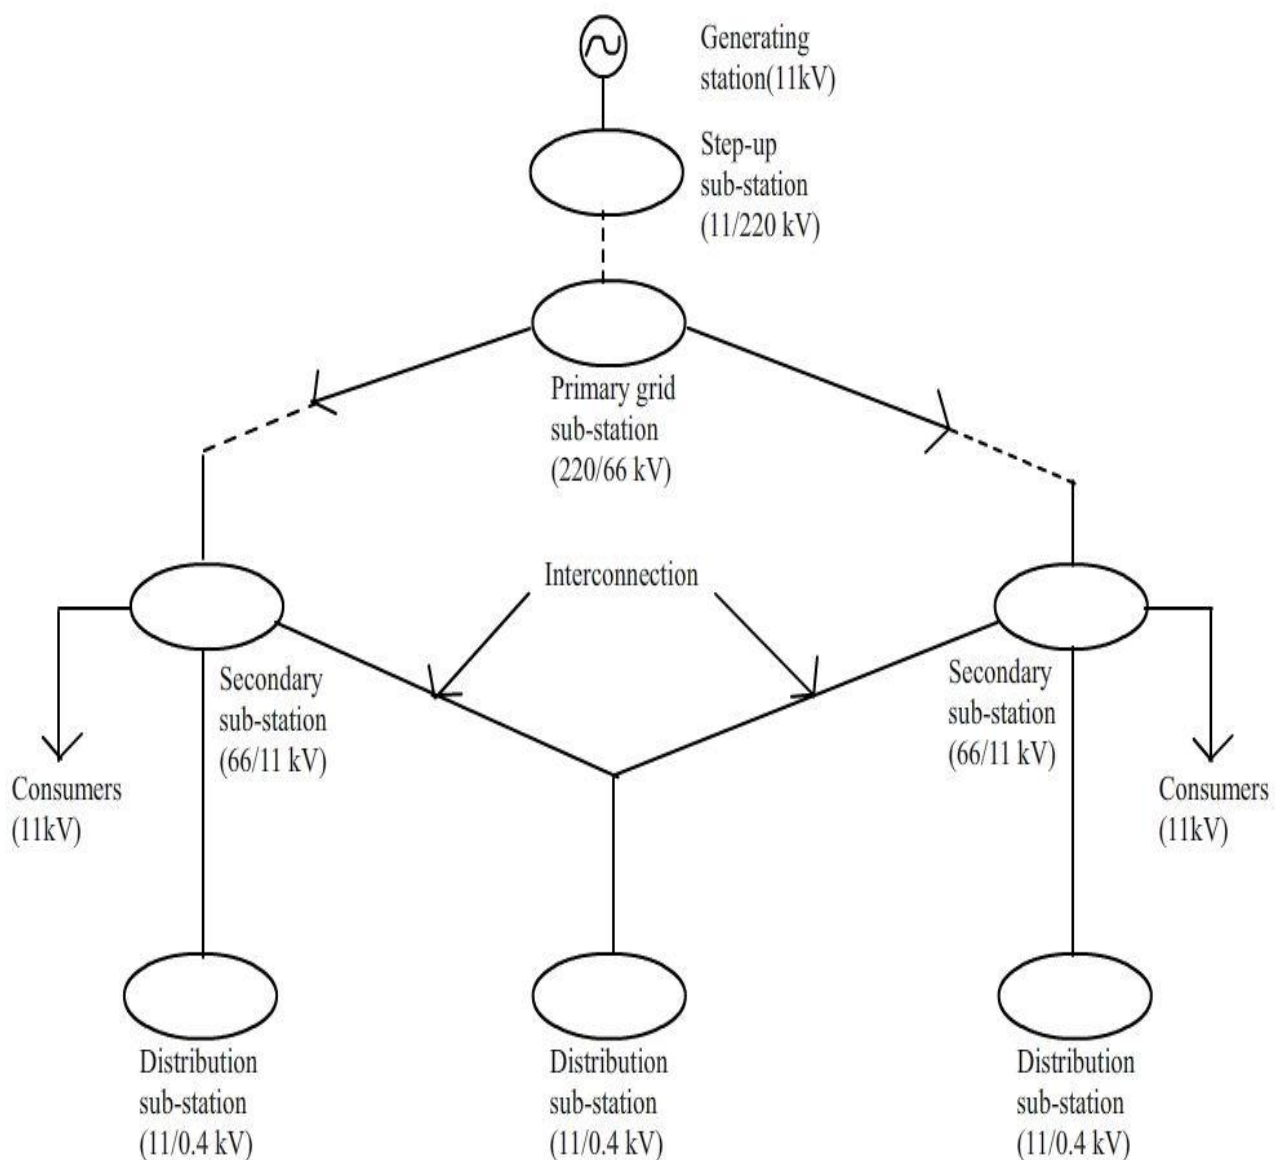 Generating
station(11kV)
Step-up
sub-station
(11/220 kV)
Primary grid
sub-station
(220/66 kV)
Interconnection
Secondary
sub-station
(66/11 kV)
Secondary
sub-station
(66/11 kV)
Consumers
(11kV)
Consumers
(11kV)
Distribution
sub-station
(11/0.4 kV)
Distribution
sub-station
(11/0.4 kV)
Distribution
sub-station
(11/0.4 kV)